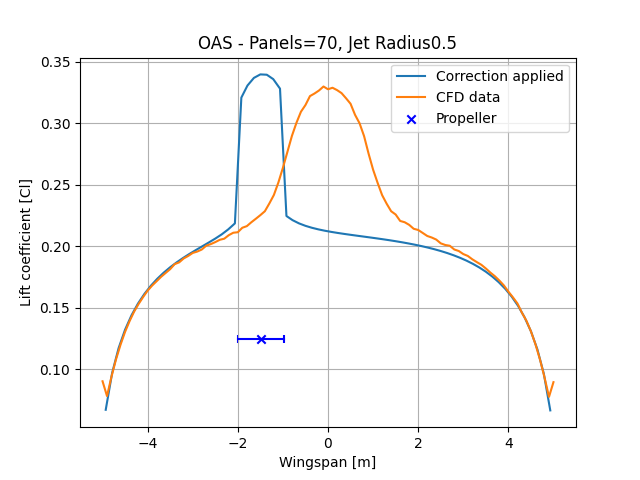 OAS - Panels=70, Jet Radius0.5
Correction applied
CFD data
Propeller
Lift coefficient [Cl]
0.35
0.30
0.25
0.20
0.15
0.10
−4
−2
0
2
4
Wingspan [m]